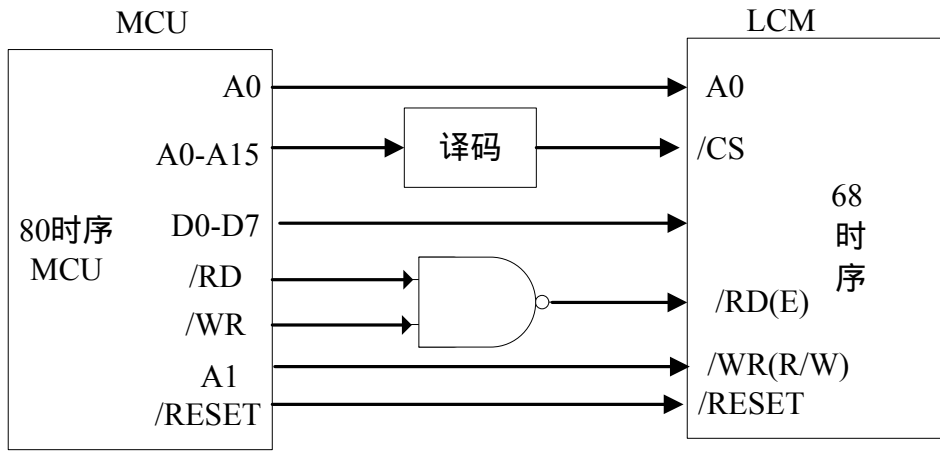 MCU
LCM
A0
A0
A0-A15
译码
/CS
80时序
MCU
D0-D7
68
时
序
/RD
/RD(E)
/WR
A1
/WR(R/W)
/RESET
/RESET